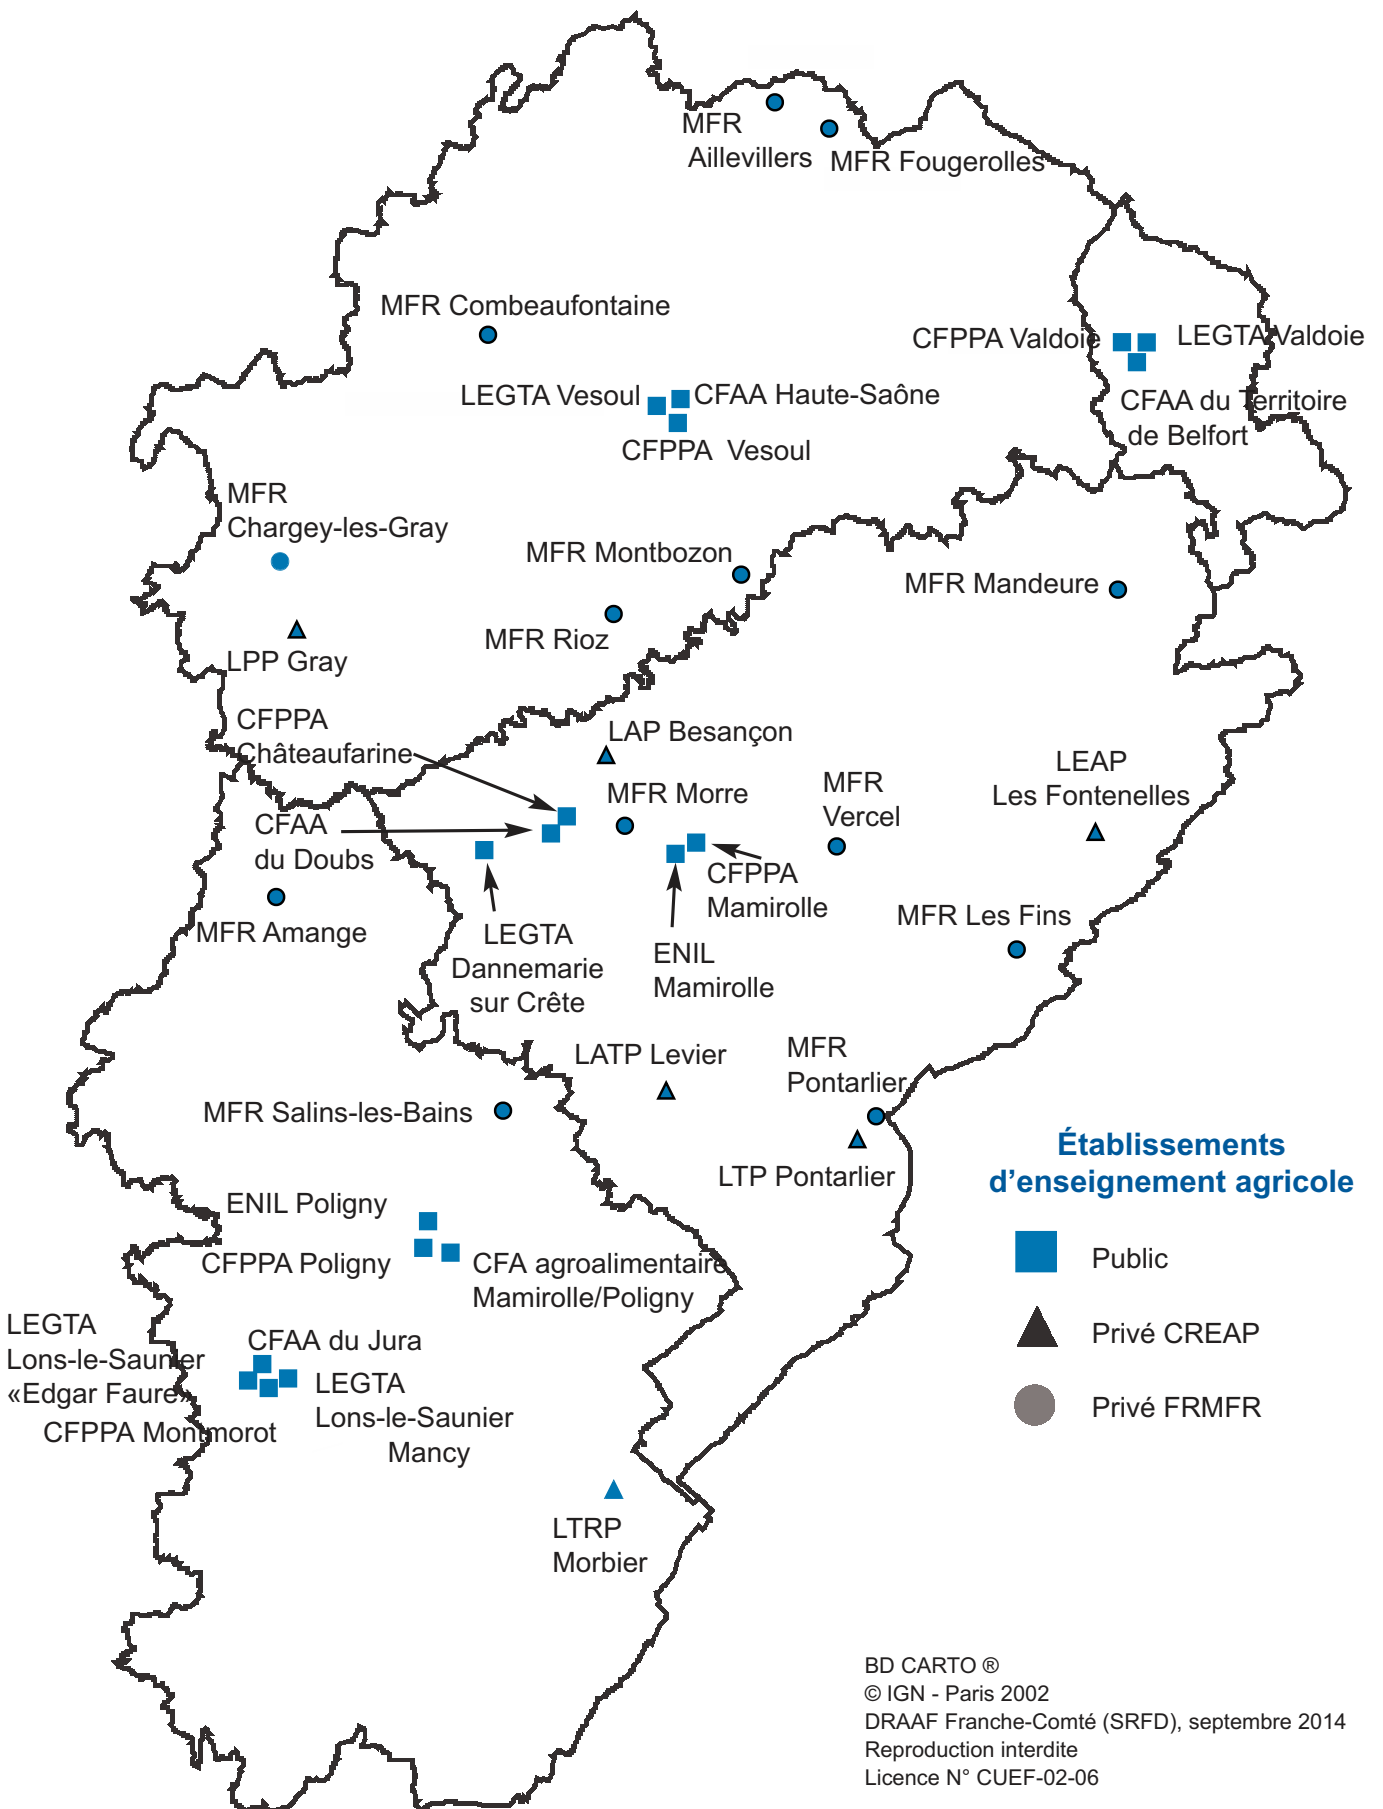 MFR
Aillevillers
MFR Fougerolles
MFR Combeaufontaine
CFPPA Valdoie
LEGTA Valdoie
LEGTA Vesoul
CFAA Haute-Saône
CFAA du Territoire
de Belfort
CFPPA Vesoul
MFR
Chargey-les-Gray
MFR Montbozon
MFR Mandeure
MFR Rioz
LPP Gray
CFPPA
Châteaufarine
LAP Besançon
LEAP
Les Fontenelles
MFR Morre
MFR
Vercel
CFAA
du Doubs
CFPPA
Mamirolle
MFR Amange
LEGTA
Dannemarie
sur Crête
ENIL
Mamirolle
MFR Les Fins
LATP Levier
MFR
Pontarlier
MFR Salins-les-Bains
LTP Pontarlier
Établissements
d’enseignement agricole
Public
Privé CREAP
Privé FRMFR
ENIL Poligny
CFPPA Poligny
CFA agroalimentaire
Mamirolle/Poligny
LEGTA
Lons-le-Saunier
«Edgar Faure»
CFAA du Jura
LEGTA
Lons-le-Saunier
Mancy
CFPPA Montmorot
LTRP
Morbier
BD CARTO ®
© IGN - Paris 2002
DRAAF Franche-Comté (SRFD), septembre 2014
Reproduction interdite
Licence N° CUEF-02-06